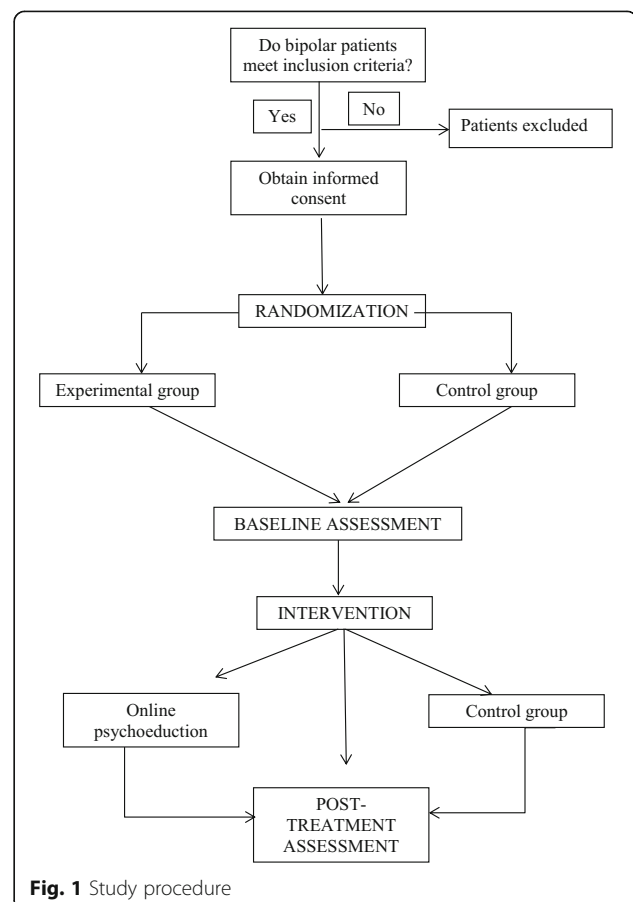 Do bipolar patients
meet inclusion criteria?
Yes
No
Patients excluded
Obtain informed
consent
RANDOMIZATION
Experimental group
Control group
BASELINE ASSESSMENT
INTERVENTION
Online
psychoeduction
Control group
POST-
TREATMENT
ASSESSMENT
Fig. 1 Study procedure